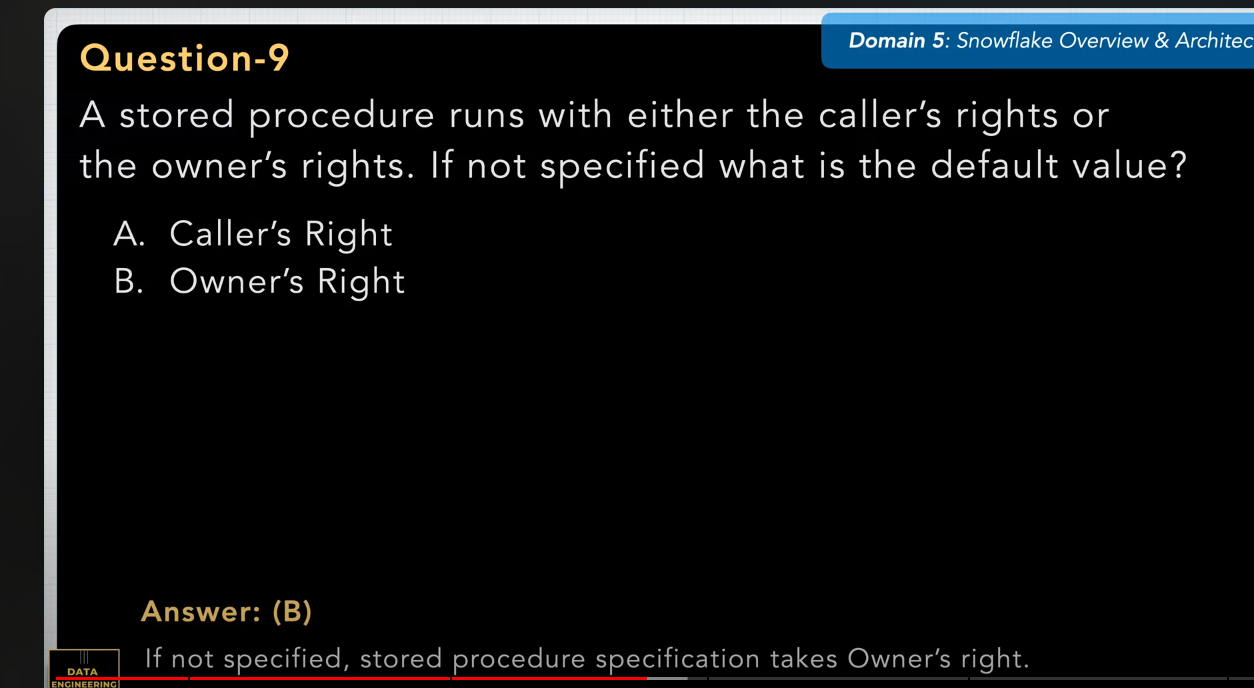 Question-9
Domain 5: Snowflake Overview & Architec
A stored procedure runs with either the caller’s rights or
the owner’s rights. If not specified what is the default value?
A. Caller’s Right
B. Owner’s Right
Answer: (B)
If not specified, stored procedure specification takes Owner’s right.
DATA
ENGINEERING